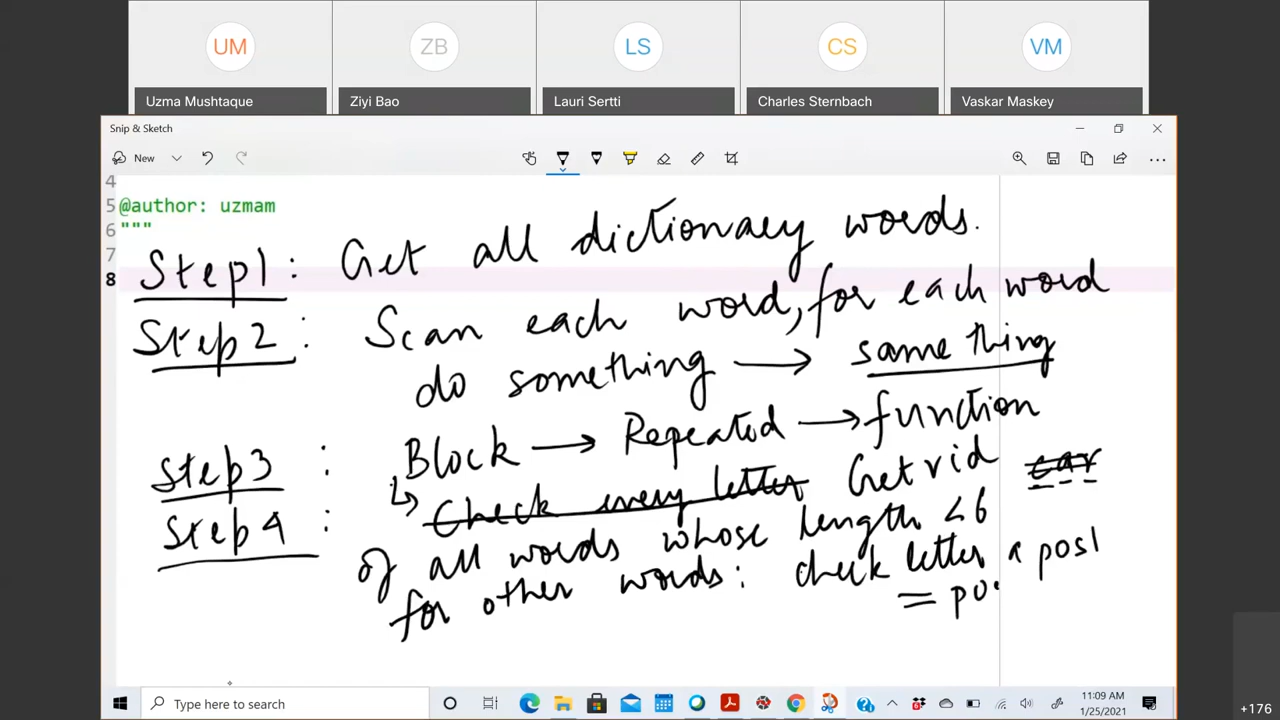 UM
ZB
LS
CS
VM
Uzma Mushtaque
Ziyi Bao
Lauri Sertti
Charles Sternbach
Vaskar Maskey
Snip & Sketch
New
4
5 @author: uzmam
6 """
7
8
Step1: Get all dictionary words.
Step2: Scan each word, for each word
do something → same thing
Step3: Block → Repeated → function
Step4: Check every letter Get rid car
of all words whose length <6
for other words: check letter a pos1
= po
Type here to search
11:09 AM
1/25/2021
+176